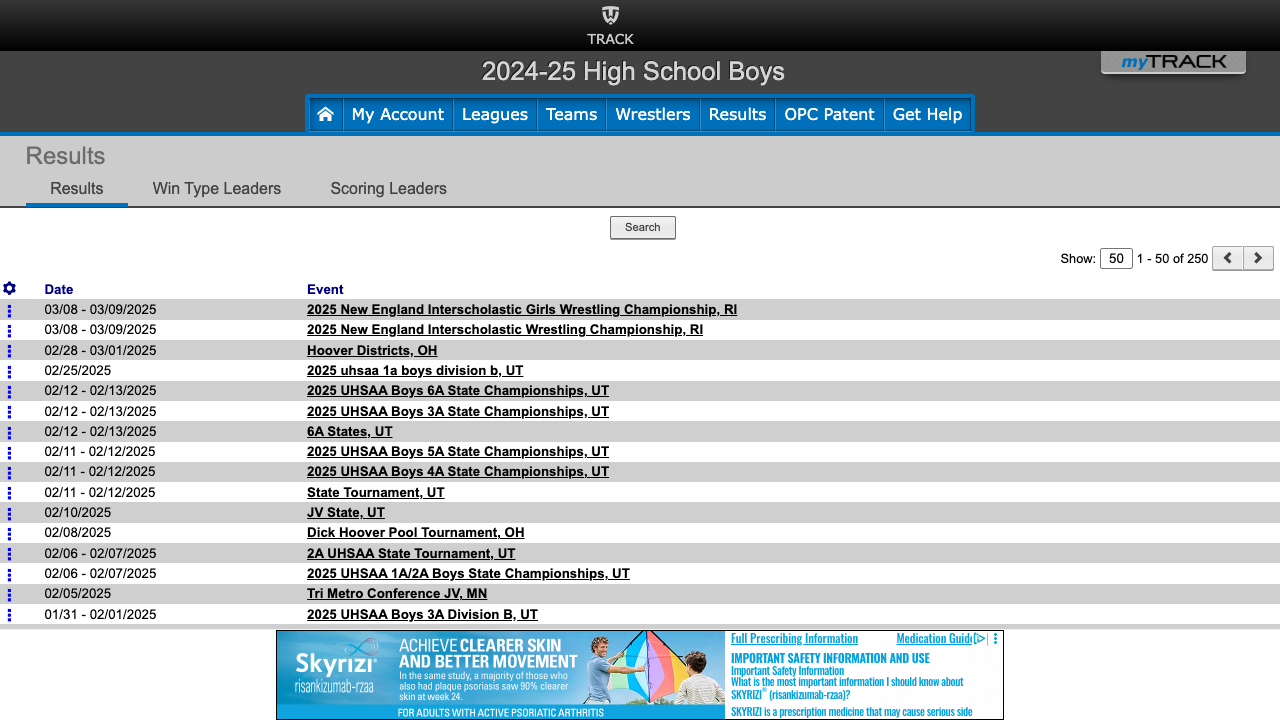 TRACK
2024-25 High School Boys
myTRACK
My Account Leagues Teams Wrestlers Results OPC Patent Get Help
Results
Results Win Type Leaders Scoring Leaders
Search
Show: 50 1 - 50 of 250
Date Event
03/08 - 03/09/2025 2025 New England Interscholastic Girls Wrestling Championship, RI
03/08 - 03/09/2025 2025 New England Interscholastic Wrestling Championship, RI
02/28 - 03/01/2025 Hoover Districts, OH
02/25/2025 2025 uhsaa 1a boys division b, UT
02/12 - 02/13/2025 2025 UHSAA Boys 6A State Championships, UT
02/12 - 02/13/2025 2025 UHSAA Boys 3A State Championships, UT
02/12 - 02/13/2025 6A States, UT
02/11 - 02/12/2025 2025 UHSAA Boys 5A State Championships, UT
02/11 - 02/12/2025 2025 UHSAA Boys 4A State Championships, UT
02/11 - 02/12/2025 State Tournament, UT
02/10/2025 JV State, UT
02/08/2025 Dick Hoover Pool Tournament, OH
02/06 - 02/07/2025 2A UHSAA State Tournament, UT
02/06 - 02/07/2025 2025 UHSAA 1A/2A Boys State Championships, UT
02/05/2025 Tri Metro Conference JV, MN
01/31 - 02/01/2025 2025 UHSAA Boys 3A Division B, UT
Skyrizi®
risankizumab-rzaa
ACHIEVE CLEARER SKIN
AND BETTER MOVEMENT
In the same study, a majority of those who
also had plaque psoriasis saw 90% clearer
skin at week 24.
FOR ADULTS WITH ACTIVE PSORIATIC ARTHRITIS
Full Prescribing Information Medication Guid
IMPORTANT SAFETY INFORMATION AND USE
Important Safety Information
What is the most important information I should know about
SKYRIZI® (risankizumab-rzaa)?
SKYRIZI is a prescription medicine that may cause serious side